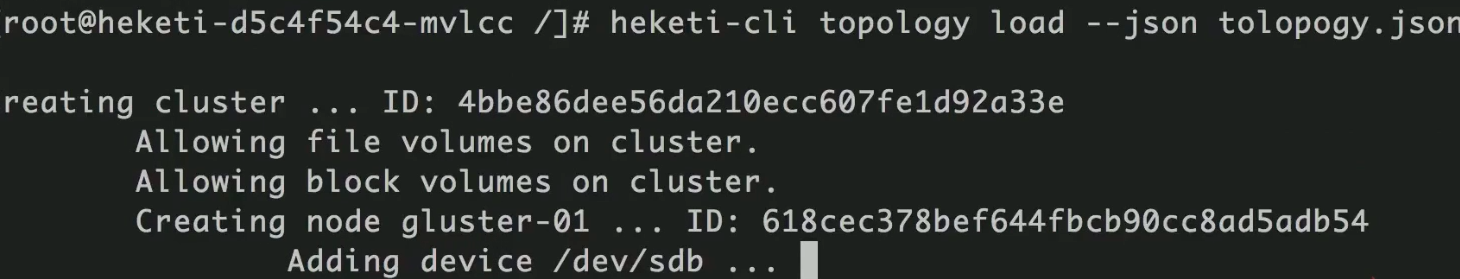 root@heketi-d5c4f54c4-mvlcc /]# heketi-cli topology load --json tolopogy.json
reating cluster ... ID: 4bbe86dee56da210ecc607fe1d92a33e
Allowing file volumes on cluster.
Allowing block volumes on cluster.
Creating node gluster-01 ... ID: 618cec378bef644fbcb90cc8ad5adb54
Adding device /dev/sdb ...